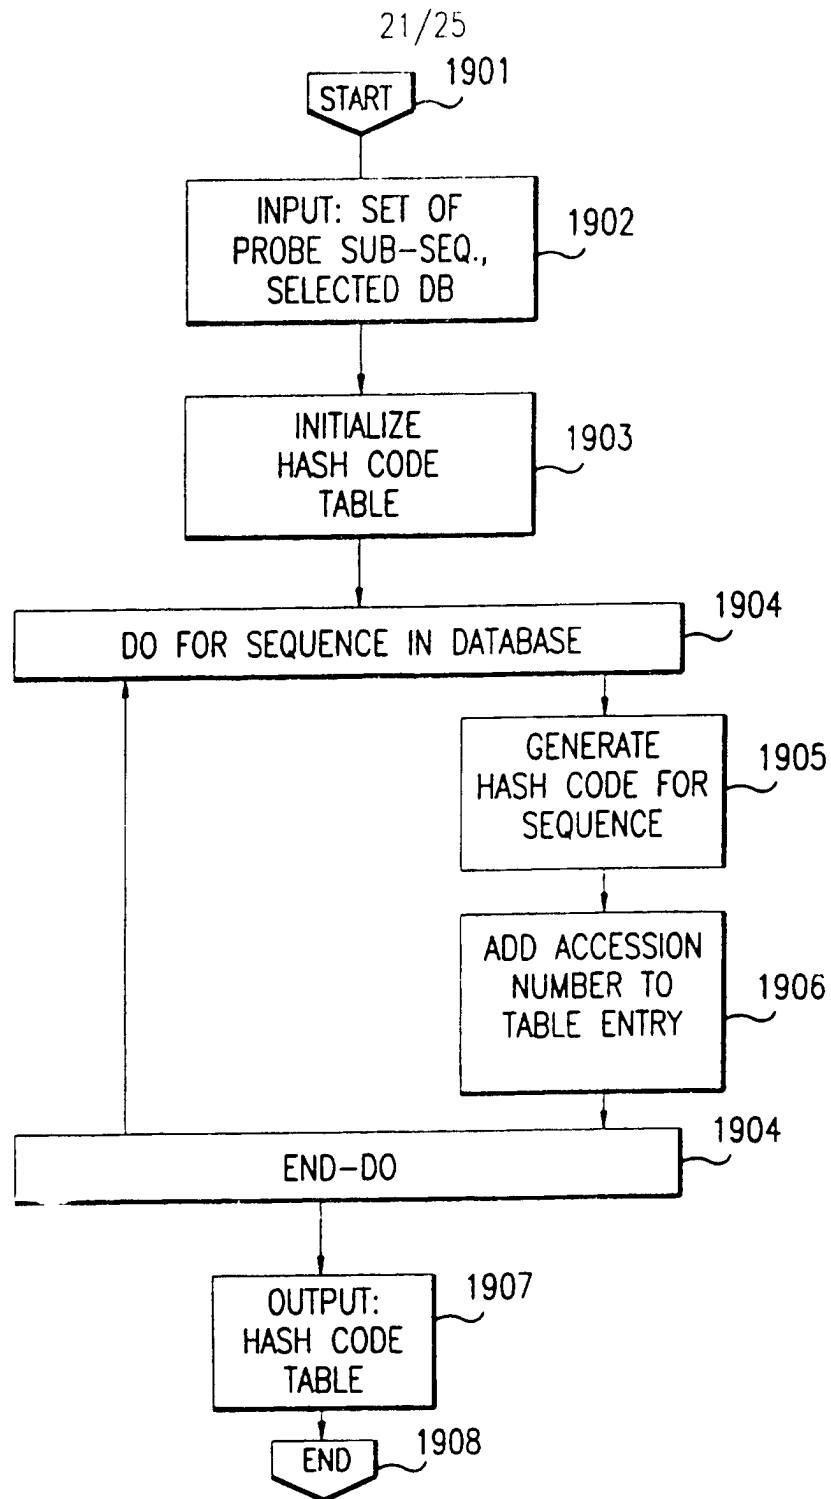 21/25
START
1901
INPUT: SET OF
PROBE SUB-SEQ.,
SELECTED DB
1902
INITIALIZE
HASH CODE
TABLE
1903
DO FOR SEQUENCE IN DATABASE
1904
GENERATE
HASH CODE FOR
SEQUENCE
1905
ADD ACCESSION
NUMBER TO
TABLE ENTRY
1906
END-DO
1904
OUTPUT:
HASH CODE
TABLE
1907
END
1908